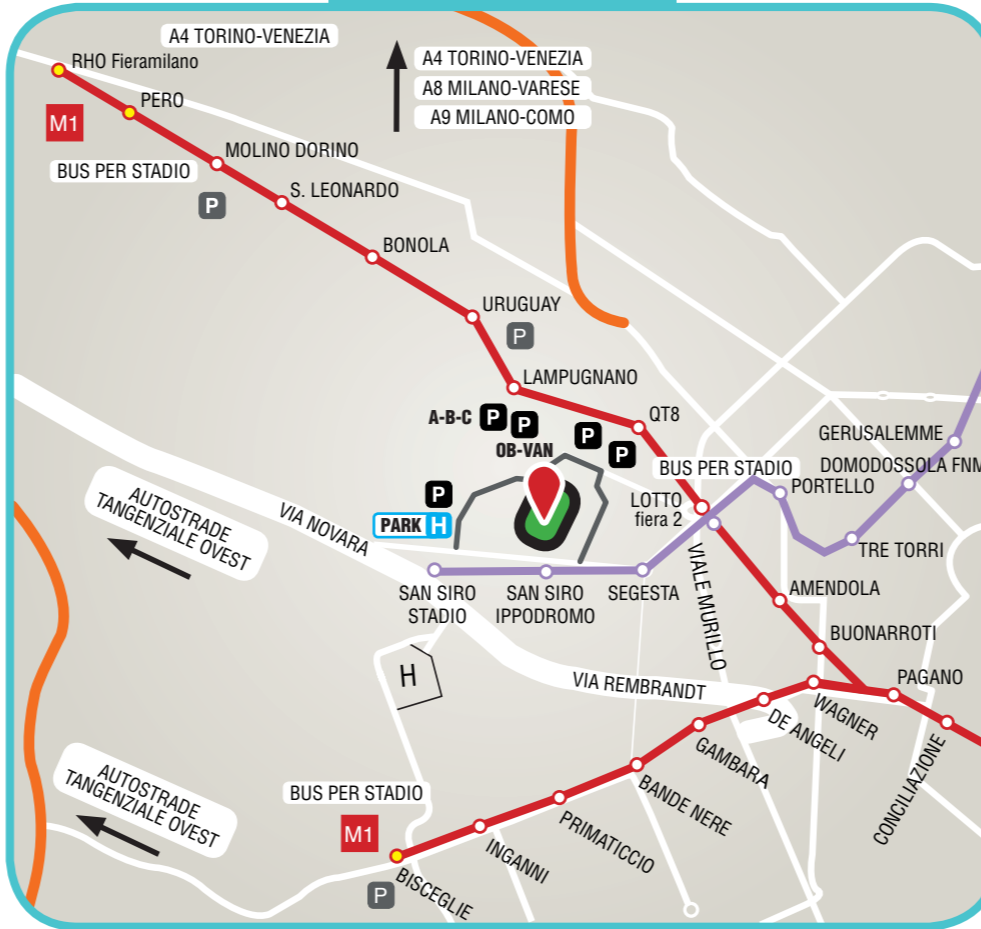 A4 TORINO-VENEZIA
RHO Fieramilano
A4 TORINO-VENEZIA
A8 MILANO-VARESE
A9 MILANO-COMO
PERO
M1
MOLINO DORINO
BUS PER STADIO
S. LEONARDO
P
BONOLA
URUGUAY
P
LAMPUGNANO
QT8
A-B-C
P
P
P
P
OB-VAN
GERUSALEMME
BUS PER STADIO
DOMODOSSOLA FNM
PORTELLO
P
LOTTO
fiera 2
PARK H
AUTOSTRADE
TANGENZIALE OVEST
VIA NOVARA
TRE TORRI
SAN SIRO
STADIO
SAN SIRO
IPPODROMO
SEGESTA
VIALE MURILLO
AMENDOLA
BUONARROTI
H
VIA REMBRANDT
PAGANO
WAGNER
DE ANGELI
GAMBARA
CONCILIAZIONE
AUTOSTRADE
TANGENZIALE OVEST
BUS PER STADIO
BANDE NERE
M1
PRIMATICCIO
INGANNI
BISCEGLIE
P